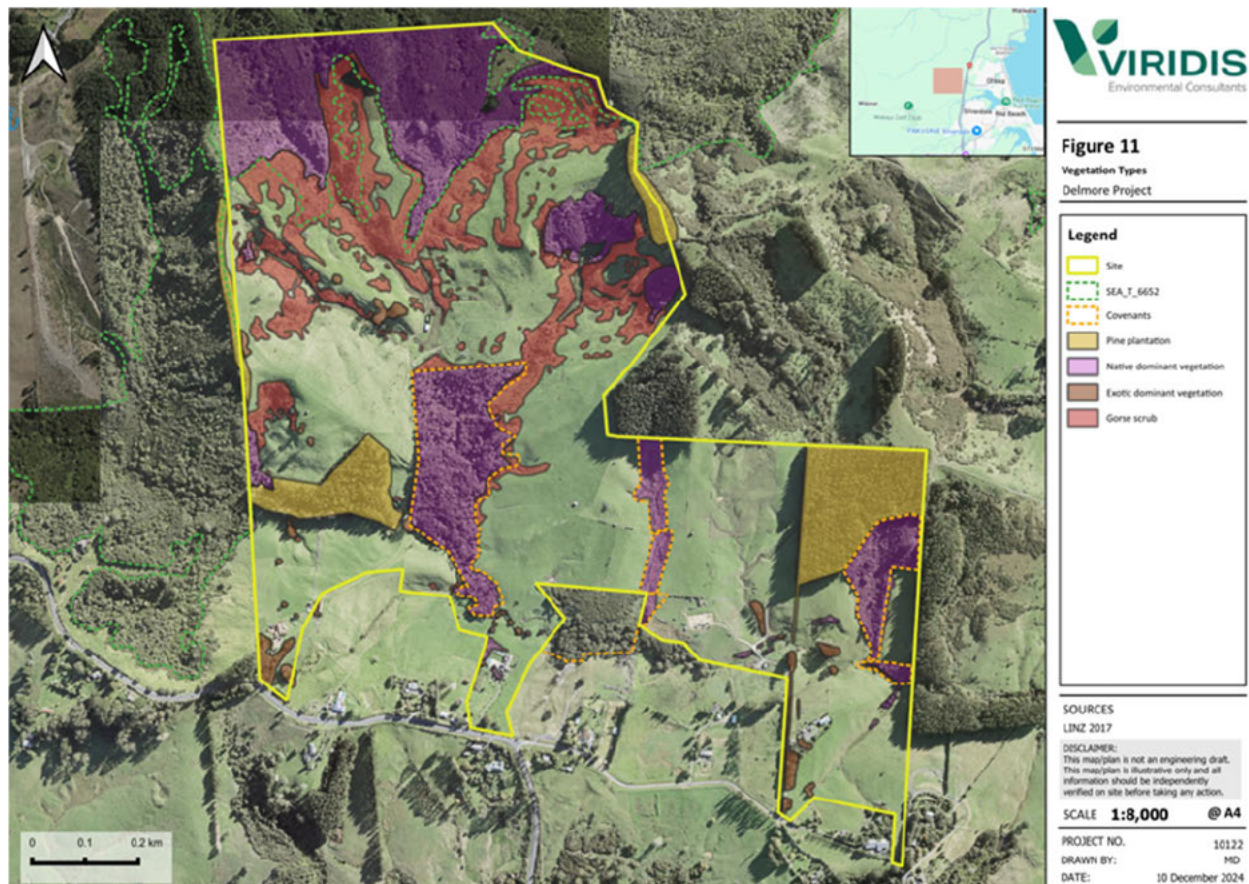 VIRIDIS
Environmental Consultants
Figure 11
Vegetation Types
Delmore Project
Legend
Site
SEA_T_6652
Covenants
Pine plantation
Native dominant vegetation
Exotic dominant vegetation
Gorse scrub
SOURCES
LINZ 2017
DISCLAIMER:
This map/plan is not an engineering draft.
This map/plan is illustrative only and all
information should be independently
verified on site before taking any action.
SCALE 1:8,000 @ A4
PROJECT NO. 10122
DRAWN BY: MD
DATE: 10 December 2024
Orewa
Silverdale
Red Beach
0 0.1 0.2 km